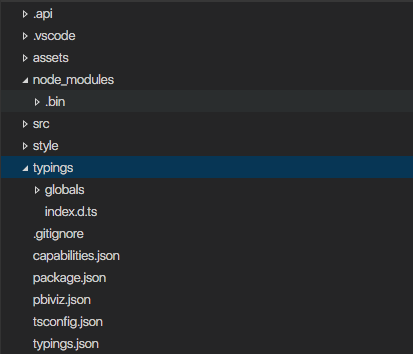 .api
.vscode
assets
node_modules
.bin
src
style
typings
globals
index.d.ts
.gitignore
capabilities.json
package.json
pbiviz.json
tsconfig.json
typings.json